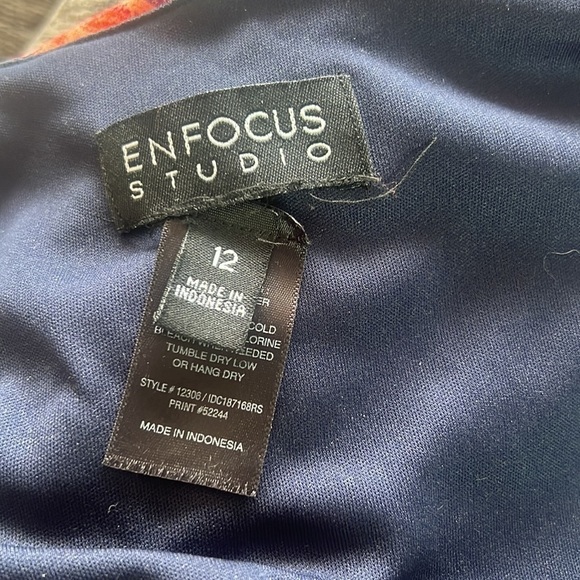 ENFOCUS
STUDIO
12
MADE IN
INDONESIA
COLD
TUMBLE DRY LOW
OR HANG DRY
STYLE # 12306 / IDC187168RS
PRINT #52244
MADE IN INDONESIA